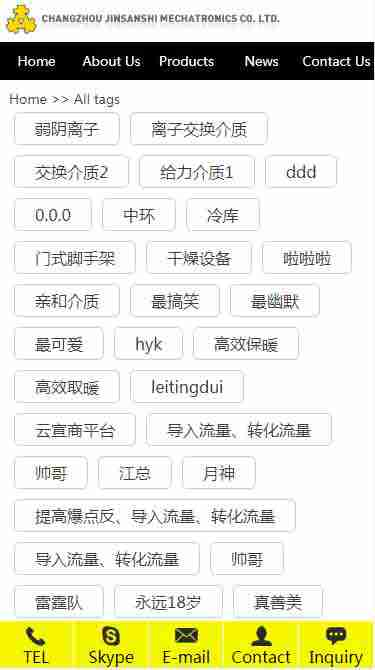 CHANGZHOU JINSANSHI MECHATRONICS CO. LTD.
Home About Us Products News Contact Us
Home >> All tags
弱阴离子 离子交换介质
交换介质2 给力介质1 ddd
0.0.0 中环 冷库
门式脚手架 干燥设备 啦啦啦
亲和介质 最搞笑 最幽默
最可爱 hyk 高效保暖
高效取暖 leitingdui
云宣商平台 导入流量、转化流量
帅哥 江总 月神
提高爆点反、导入流量、转化流量
导入流量、转化流量 帅哥
雷霆队 永远18岁 真善美
TEL Skype E-mail Contact Inquiry